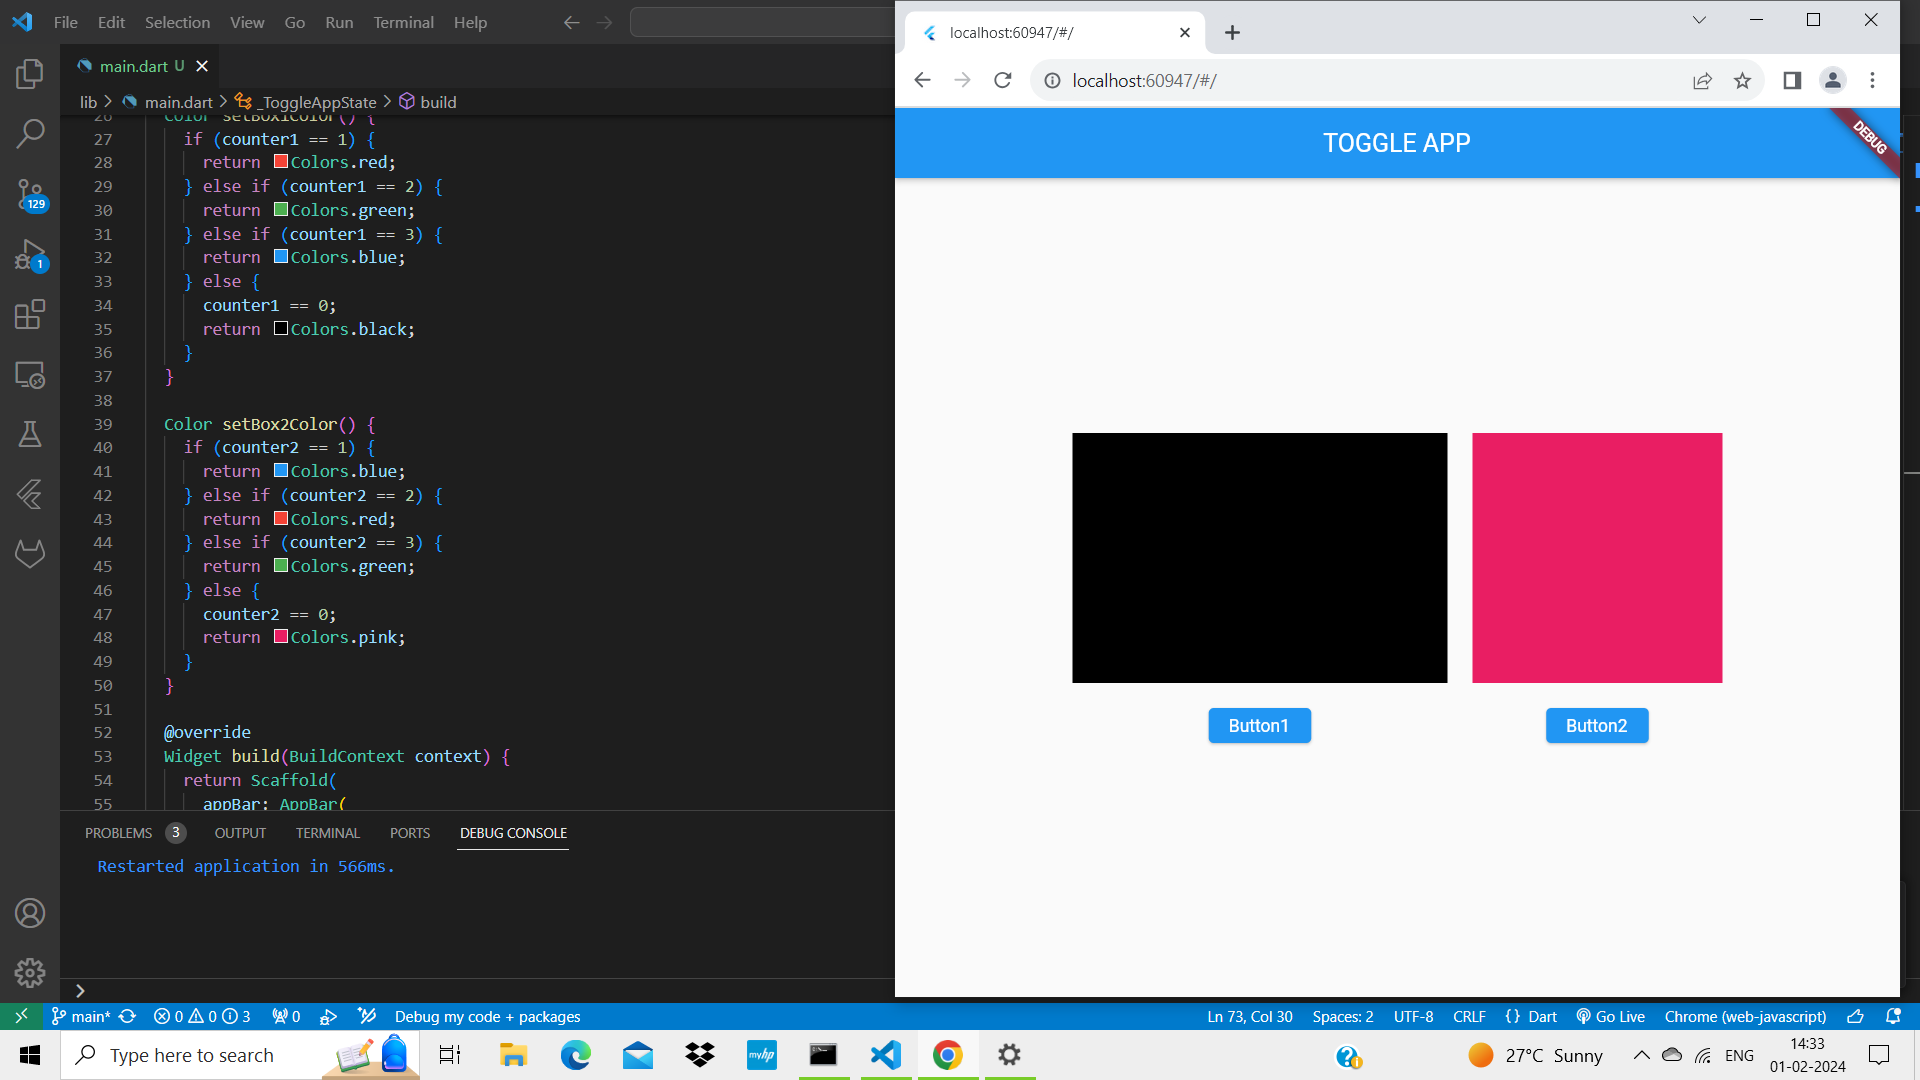 File Edit Selection View Go Run Terminal Help
main.dart U
lib > main.dart > _ToggleAppState > build
26 Color setBox1Color() {
27 if (counter1 == 1) {
28 return Colors.red;
29 } else if (counter1 == 2) {
30 return Colors.green;
31 } else if (counter1 == 3) {
32 return Colors.blue;
33 } else {
34 counter1 == 0;
35 return Colors.black;
36 }
37 }
38
39 Color setBox2Color() {
40 if (counter2 == 1) {
41 return Colors.blue;
42 } else if (counter2 == 2) {
43 return Colors.red;
44 } else if (counter2 == 3) {
45 return Colors.green;
46 } else {
47 counter2 == 0;
48 return Colors.pink;
49 }
50 }
51
52 @override
53 Widget build(BuildContext context) {
54 return Scaffold(
55 appBar: AppBar(
129
1
PROBLEMS 3 OUTPUT TERMINAL PORTS DEBUG CONSOLE
Restarted application in 566ms.
localhost:60947/#/
localhost:60947/#/
TOGGLE APP
DEBUG
Button1 Button2
main* 0 0 3 0 Debug my code + packages Ln 73, Col 30 Spaces: 2 UTF-8 CRLF {} Dart Go Live Chrome (web-javascript)
Type here to search
myhp
27°C Sunny ENG
14:33
01-02-2024